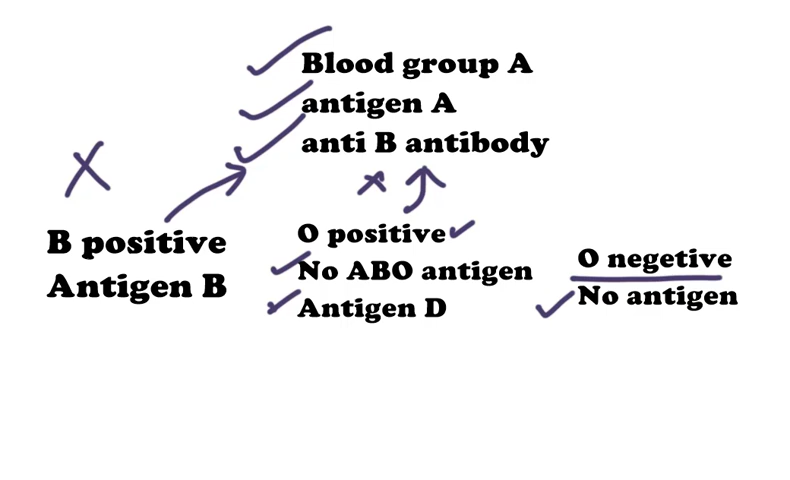 Blood group A
antigen A
anti B antibody
B positive
Antigen B
O positive
No ABO antigen
Antigen D
O negetive
No antigen